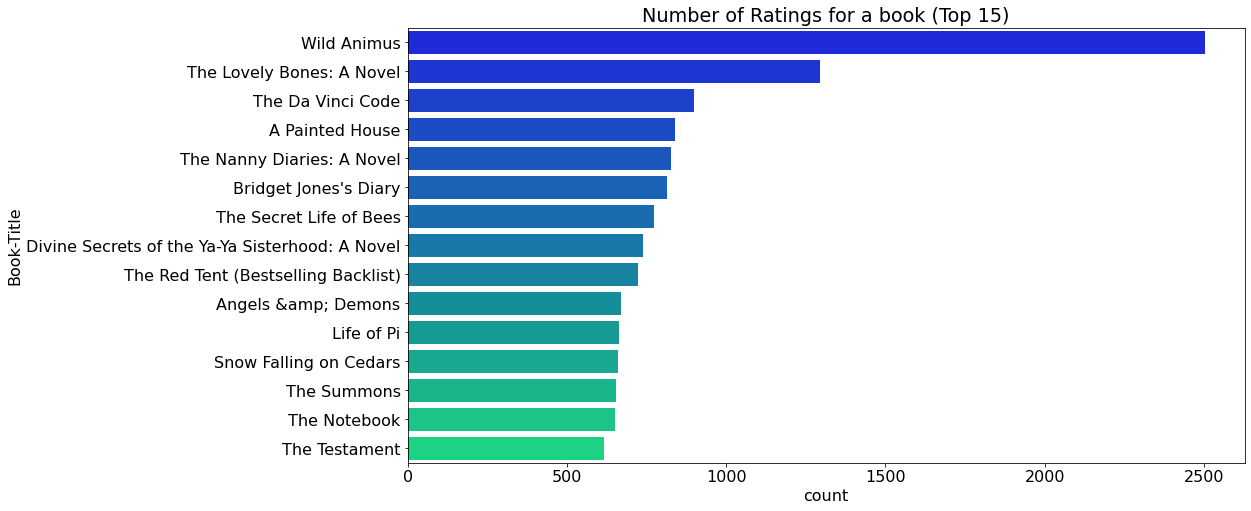 Number of Ratings for a book (Top 15)
Book-Title
Wild Animus
The Lovely Bones: A Novel
The Da Vinci Code
A Painted House
The Nanny Diaries: A Novel
Bridget Jones's Diary
The Secret Life of Bees
Divine Secrets of the Ya-Ya Sisterhood: A Novel
The Red Tent (Bestselling Backlist)
Angels &amp; Demons
Life of Pi
Snow Falling on Cedars
The Summons
The Notebook
The Testament
0 500 1000 1500 2000 2500
count